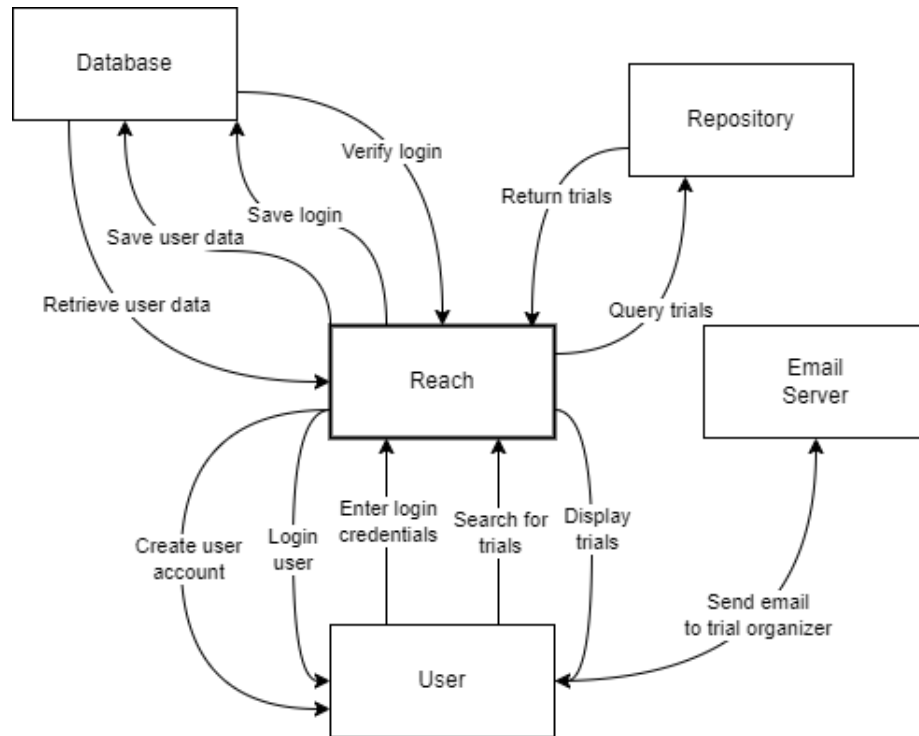 Database
Repository
Verify login
Return trials
Save login
Save user data
Retrieve user data
Query trials
Reach
Email
Server
Enter login
credentials
Search for
trials
Display
trials
Create user
account
Login
user
Send email
to trial organizer
User